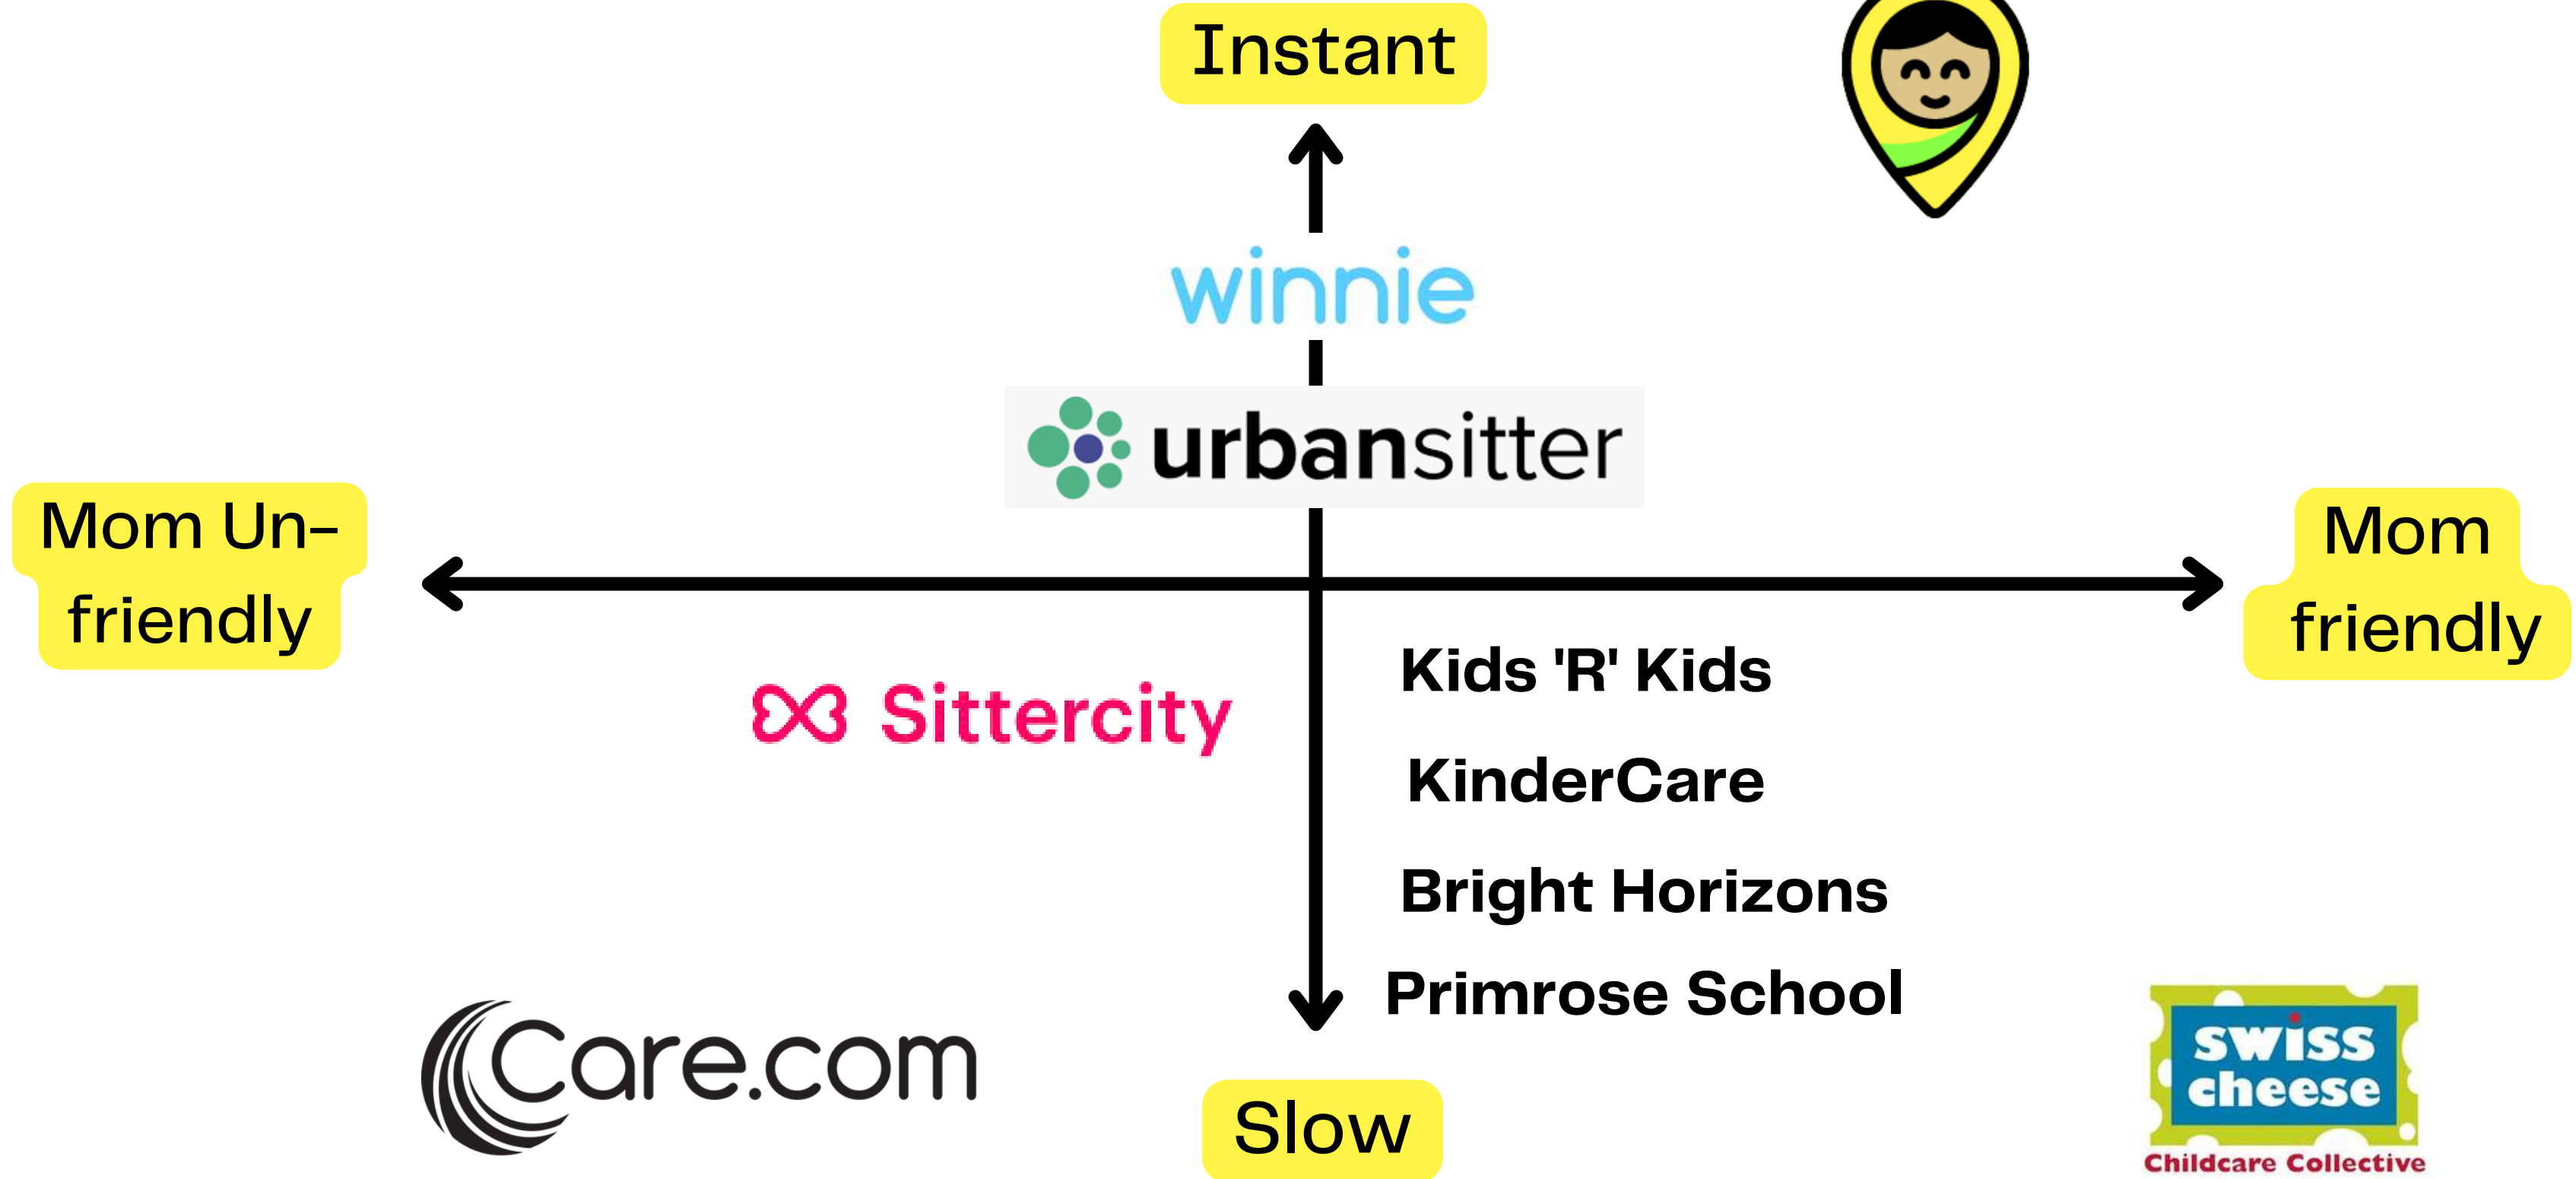 Instant
winnie
urbansitter
Mom Un-
friendly
Mom
friendly
Sittercity
Kids 'R' Kids
KinderCare
Bright Horizons
Primrose School
Care.com
Slow
swiss
cheese
Childcare Collective